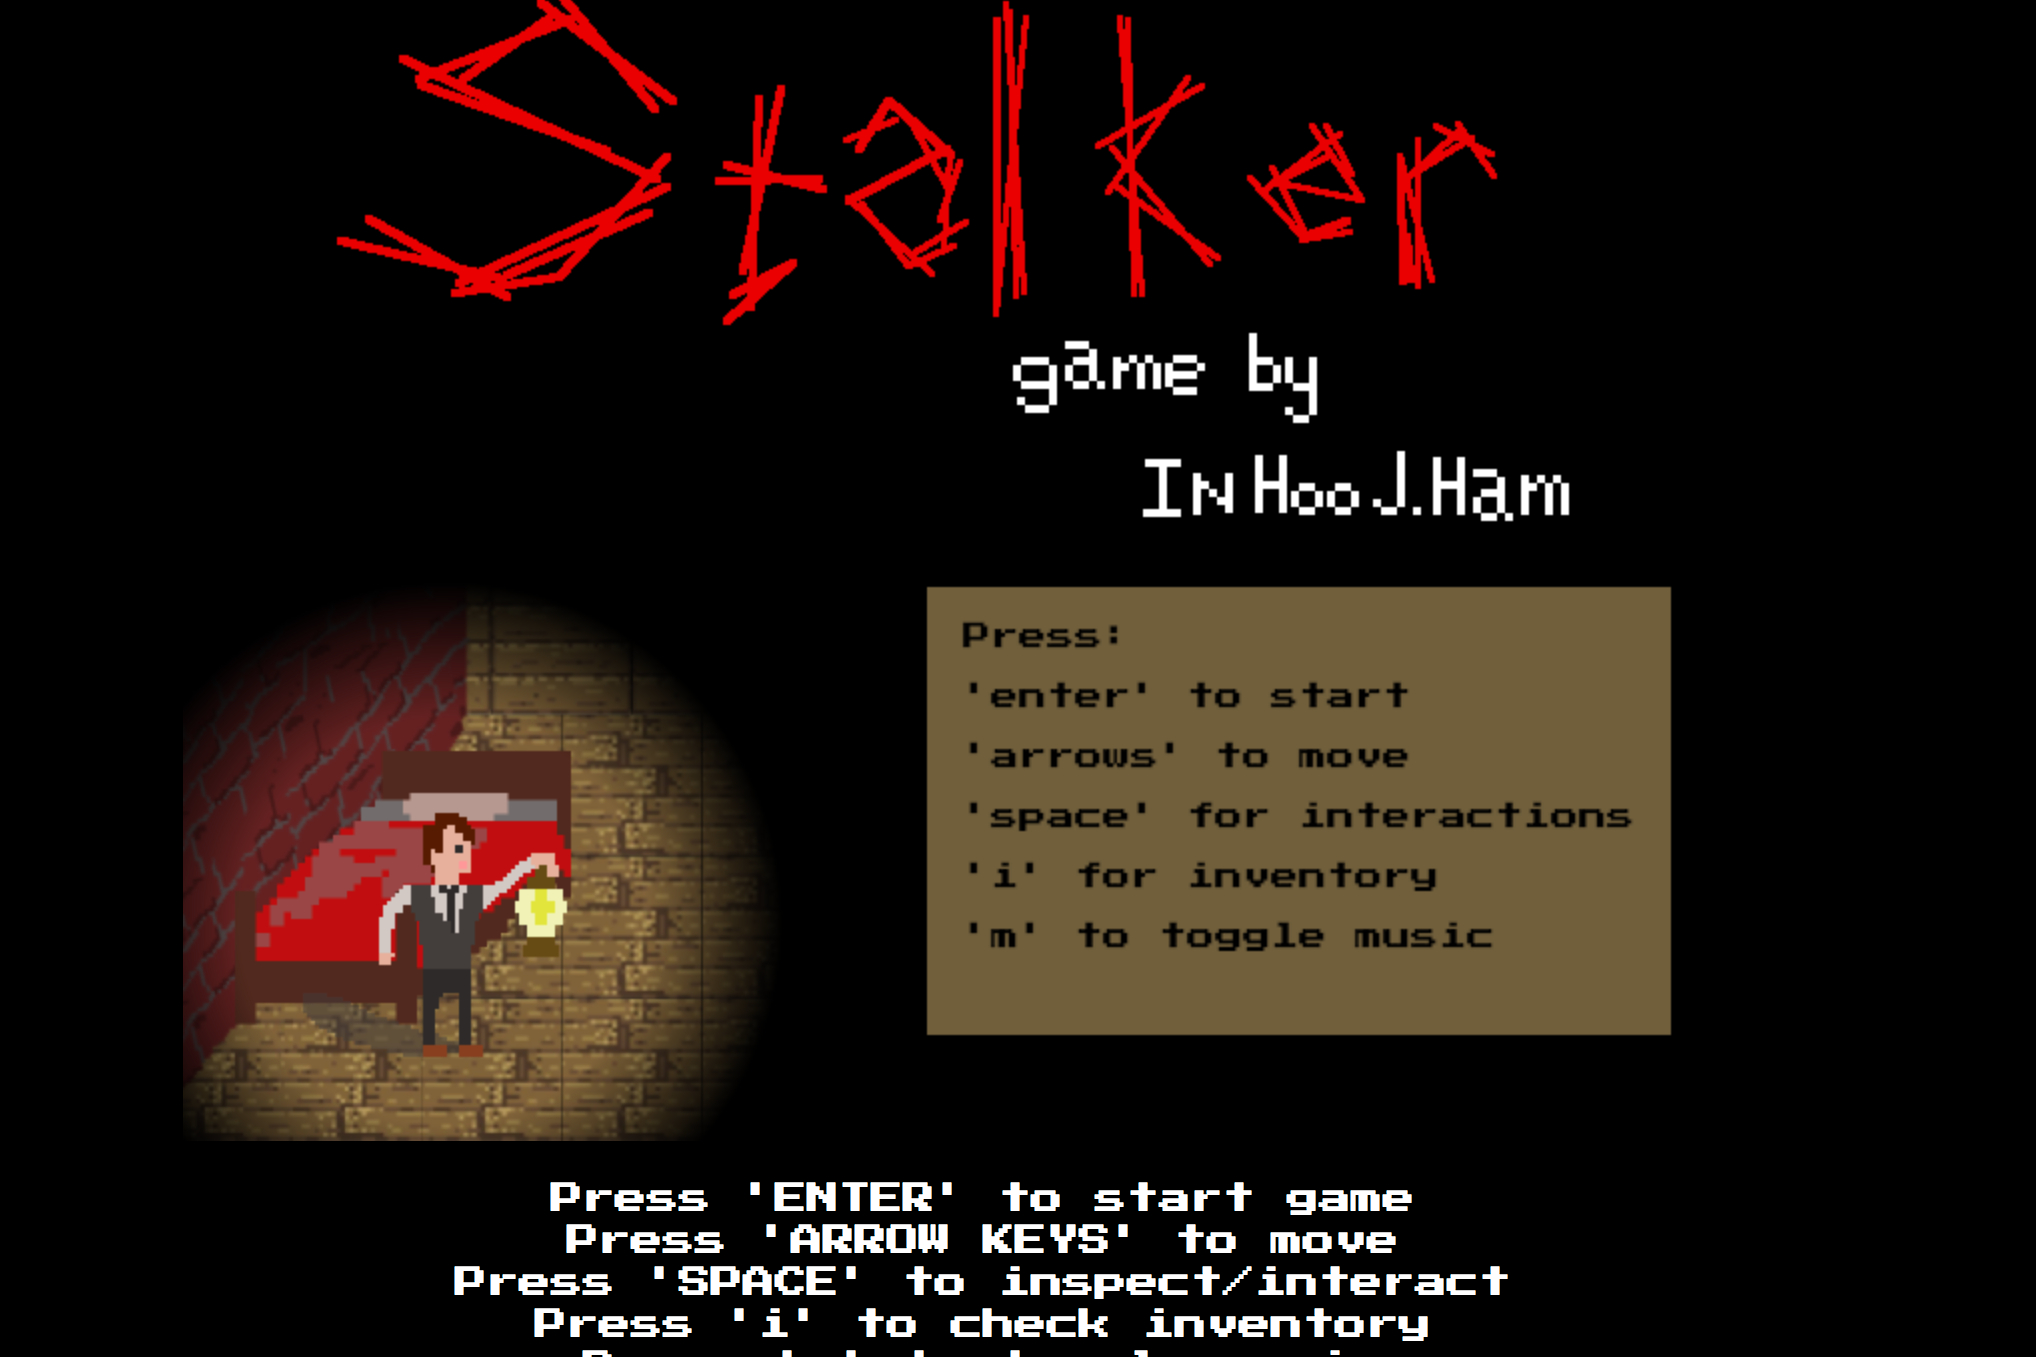 Stalker
game by
InHoo J.Ham
Press:
'enter' to start
'arrows' to move
'space' for interactions
'i' for inventory
'm' to toggle music
Press 'ENTER' to start game
Press 'ARROW KEYS' to move
Press 'SPACE' to inspect/interact
Press 'i' to check inventory